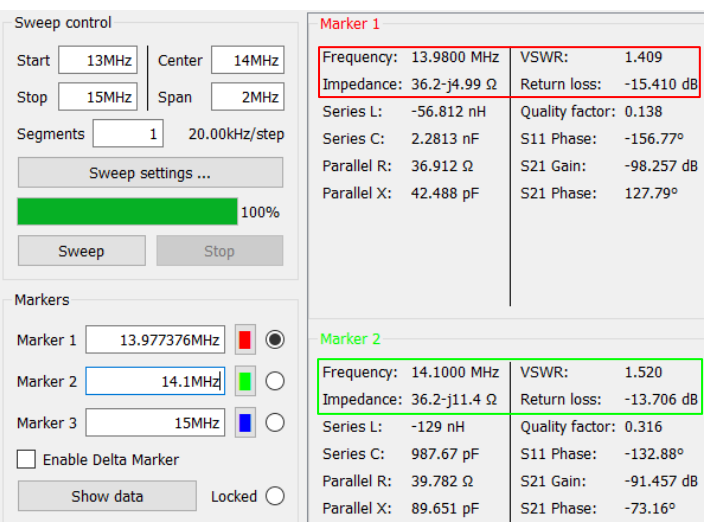 Sweep control
Start 13MHz Center 14MHz
Stop 15MHz Span 2MHz
Segments 1 20.00kHz/step
Sweep settings ...
100%
Sweep Stop
Markers
Marker 1 13.977376MHz
Marker 2 14.1MHz
Marker 3 15MHz
Enable Delta Marker
Show data Locked
Marker 1
Frequency: 13.9800 MHz VSWR: 1.409
Impedance: 36.2-j4.99 Ω Return loss: -15.410 dB
Series L: -56.812 nH Quality factor: 0.138
Series C: 2.2813 nF S11 Phase: -156.77°
Parallel R: 36.912 Ω S21 Gain: -98.257 dB
Parallel X: 42.488 pF S21 Phase: 127.79°
Marker 2
Frequency: 14.1000 MHz VSWR: 1.520
Impedance: 36.2-j11.4 Ω Return loss: -13.706 dB
Series L: -129 nH Quality factor: 0.316
Series C: 987.67 pF S11 Phase: -132.88°
Parallel R: 39.782 Ω S21 Gain: -91.457 dB
Parallel X: 89.651 pF S21 Phase: -73.16°